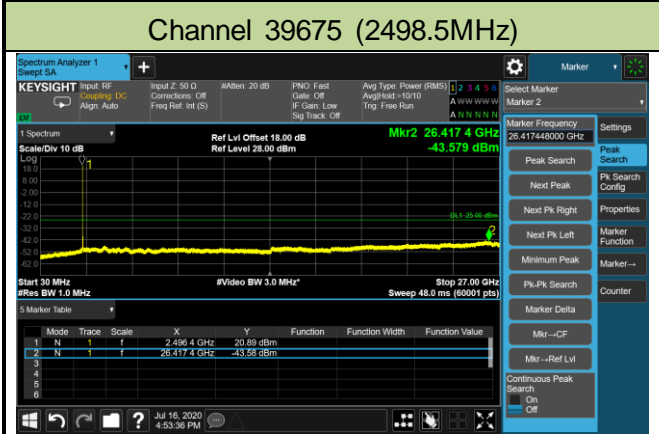 Channel 39675 (2498.5MHz)
Spectrum Analyzer 1
Swept SA
Marker
KEYSIGHT
Input: RF
Coupling: DC
Align: Auto
Input Z: 50 Ω
Corrections: Off
Freq Ref: Int (S)
#Atten: 20 dB
PNO: Fast
Gate: Off
IF Gain: Low
Sig Track: Off
Avg Type: Power (RMS)
Avg|Hold:>10/10
Trig: Free Run
1 2 3 4 5 6
A W W W W W
A N N N N N
LXI
Select Marker
Marker 2
1 Spectrum
Scale/Div 10 dB
Ref Lvl Offset 18.00 dB
Ref Level 28.00 dBm
Mkr2 26.417 4 GHz
-43.579 dBm
Log
18.0
8.00
-2.00
-12.0
-22.0
-32.0
-42.0
-52.0
-62.0
1
DL1 -25.00 dBm
2
Start 30 MHz
#Res BW 1.0 MHz
#Video BW 3.0 MHz*
Stop 27.00 GHz
Sweep 48.0 ms (60001 pts)
5 Marker Table
Mode Trace Scale X Y Function Function Width Function Value
1 N 1 f 2.496 4 GHz 20.89 dBm
2 N 1 f 26.417 4 GHz -43.58 dBm
3
4
5
6
Marker Frequency
26.417448000 GHz
Peak Search
Next Peak
Next Pk Right
Next Pk Left
Minimum Peak
Pk-Pk Search
Marker Delta
Mkr→CF
Mkr→Ref Lvl
Continuous Peak
Search
On
Off
Settings
Peak
Search
Pk Search
Config
Properties
Marker
Function
Marker→
Counter
Jul 16, 2020
4:53:36 PM